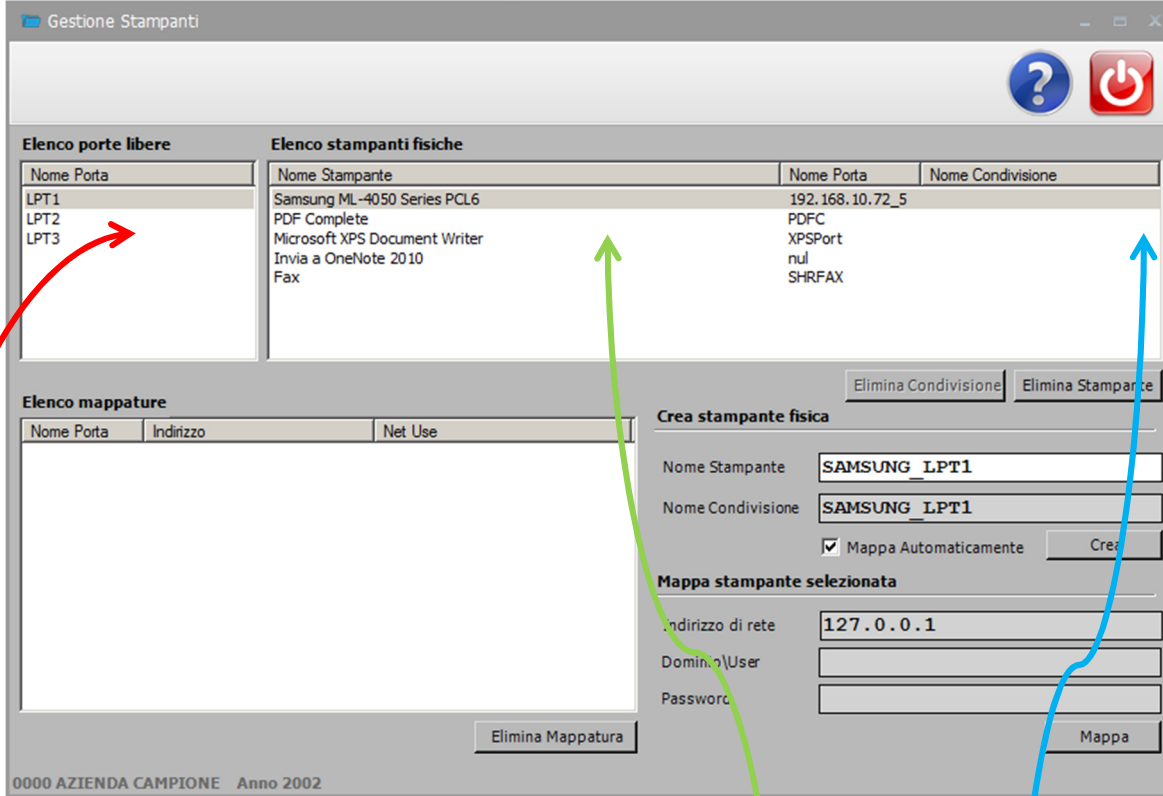 Gestione Stampanti
Elenco porte libere
Elenco stampanti fisiche
Nome Porta
LPT1
LPT2
LPT3
Nome Stampante Nome Porta Nome Condivisione
Samsung ML-4050 Series PCL6 192.168.10.72_5
PDF Complete PDFC
Microsoft XPS Document Writer XPSPort
Invia a OneNote 2010 nul
Fax SHRFAX
Elimina Condivisione Elimina Stampante
Elenco mappature
Nome Porta Indirizzo Net Use
Elimina Mappatura
Crea stampante fisica
Nome Stampante SAMSUNG_LPT1
Nome Condivisione SAMSUNG_LPT1
Mappa Automaticamente Crea
Mappa stampante selezionata
Indirizzo di rete 127.0.0.1
Dominio\User
Password
Mappa
0000 AZIENDA CAMPIONE Anno 2002